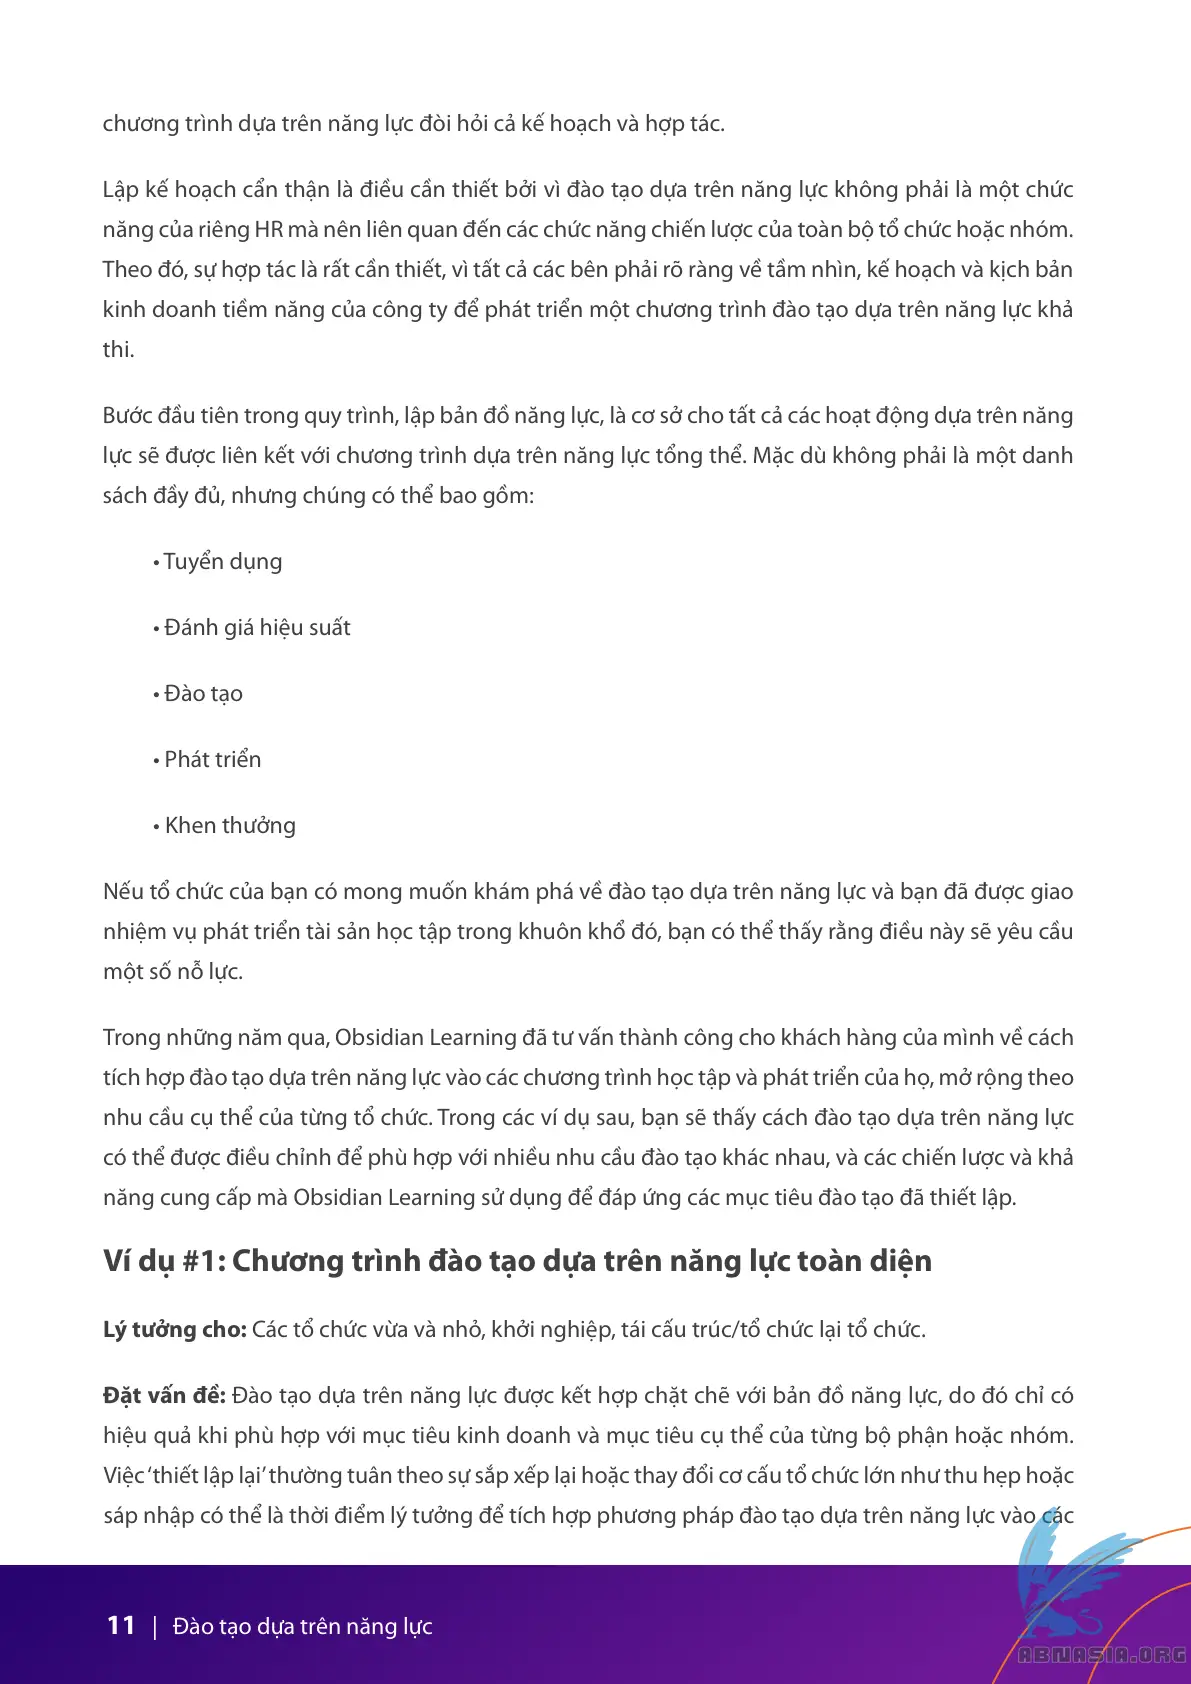 chương trình dựa trên năng lực đòi hỏi cả kế hoạch và hợp tác.
Lập kế hoạch cẩn thận là điều cần thiết bởi vì đào tạo dựa trên năng lực không phải là một chức
năng của riêng HR mà nên liên quan đến các chức năng chiến lược của toàn bộ tổ chức hoặc nhóm.
Theo đó, sự hợp tác là rất cần thiết, vì tất cả các bên phải rõ ràng về tầm nhìn, kế hoạch và kịch bản
kinh doanh tiềm năng của công ty để phát triển một chương trình đào tạo dựa trên năng lực khả
thi.
Bước đầu tiên trong quy trình, lập bản đồ năng lực, là cơ sở cho tất cả các hoạt động dựa trên năng
lực sẽ được liên kết với chương trình dựa trên năng lực tổng thể. Mặc dù không phải là một danh
sách đầy đủ, nhưng chúng có thể bao gồm:
• Tuyển dụng
• Đánh giá hiệu suất
• Đào tạo
• Phát triển
• Khen thưởng
Nếu tổ chức của bạn có mong muốn khám phá về đào tạo dựa trên năng lực và bạn đã được giao
nhiệm vụ phát triển tài sản học tập trong khuôn khổ đó, bạn có thể thấy rằng điều này sẽ yêu cầu
một số nỗ lực.
Trong những năm qua, Obsidian Learning đã tư vấn thành công cho khách hàng của mình về cách
tích hợp đào tạo dựa trên năng lực vào các chương trình học tập và phát triển của họ, mở rộng theo
nhu cầu cụ thể của từng tổ chức. Trong các ví dụ sau, bạn sẽ thấy cách đào tạo dựa trên năng lực
có thể được điều chỉnh để phù hợp với nhiều nhu cầu đào tạo khác nhau, và các chiến lược và khả
năng cung cấp mà Obsidian Learning sử dụng để đáp ứng các mục tiêu đào tạo đã thiết lập.
Ví dụ #1: Chương trình đào tạo dựa trên năng lực toàn diện
Lý tưởng cho: Các tổ chức vừa và nhỏ, khởi nghiệp, tái cấu trúc/tổ chức lại tổ chức.
Đặt vấn đề: Đào tạo dựa trên năng lực được kết hợp chặt chẽ với bản đồ năng lực, do đó chỉ có
hiệu quả khi phù hợp với mục tiêu kinh doanh và mục tiêu cụ thể của từng bộ phận hoặc nhóm.
Việc ‘thiết lập lại’ thường tuân theo sự sắp xếp lại hoặc thay đổi cơ cấu tổ chức lớn như thu hẹp hoặc
sáp nhập có thể là thời điểm lý tưởng để tích hợp phương pháp đào tạo dựa trên năng lực vào các
11 | Đào tạo dựa trên năng lực
ABNASIA.ORG